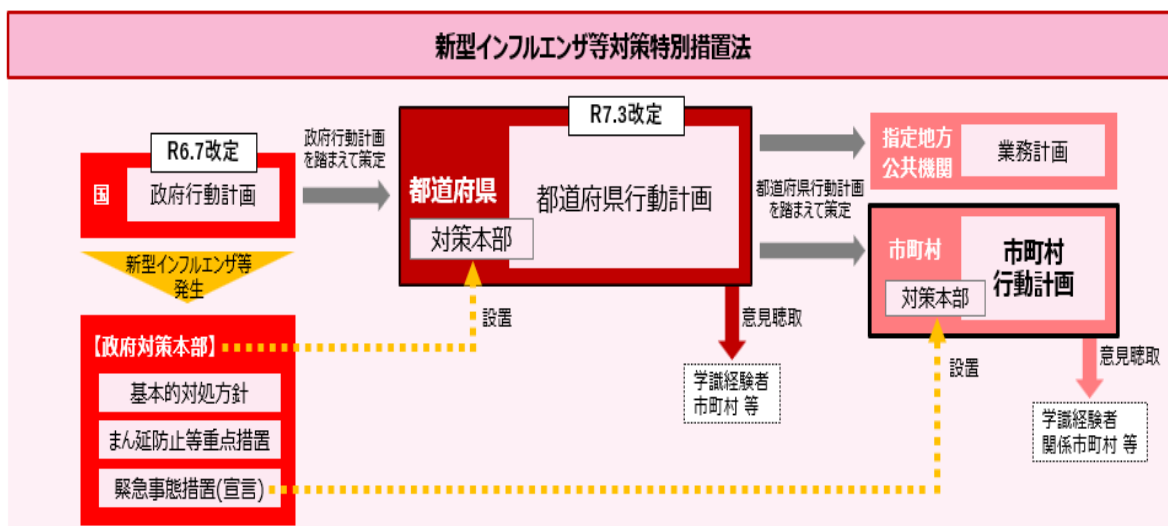 新型インフルエンザ等対策特別措置法
R6.7改定
国
政府行動計画
政府行動計画
を踏まえて策定
R7.3改定
都道府県
都道府県行動計画
対策本部
都道府県行動計画
を踏まえて策定
指定地方
公共機関
業務計画
市町村
市町村
行動計画
対策本部
新型インフルエンザ等
発生
【政府対策本部】
基本的対処方針
まん延防止等重点措置
緊急事態措置(宣言)
設置
意見聴取
学識経験者
市町村 等
設置
意見聴取
学識経験者
関係市町村 等